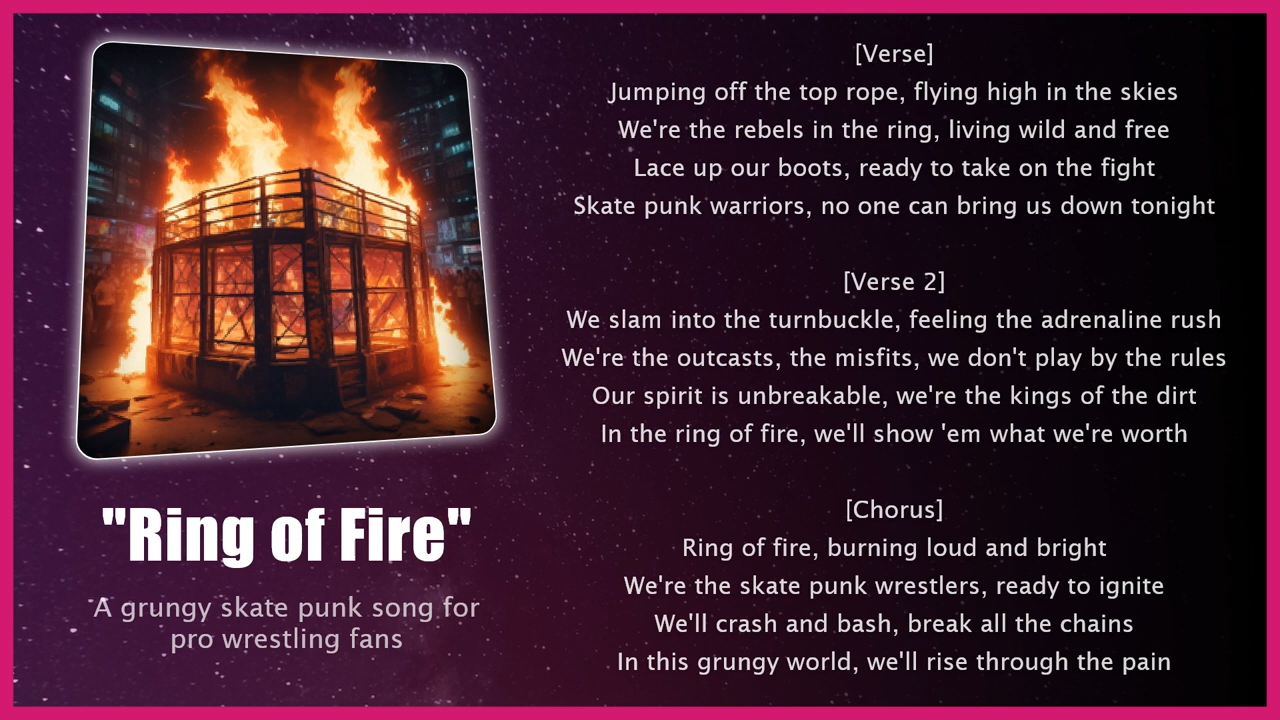 "Ring of Fire"
A grungy skate punk song for
pro wrestling fans
[Verse]
Jumping off the top rope, flying high in the skies
We're the rebels in the ring, living wild and free
Lace up our boots, ready to take on the fight
Skate punk warriors, no one can bring us down tonight
[Verse 2]
We slam into the turnbuckle, feeling the adrenaline rush
We're the outcasts, the misfits, we don't play by the rules
Our spirit is unbreakable, we're the kings of the dirt
In the ring of fire, we'll show 'em what we're worth
[Chorus]
Ring of fire, burning loud and bright
We're the skate punk wrestlers, ready to ignite
We'll crash and bash, break all the chains
In this grungy world, we'll rise through the pain